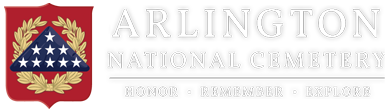 ARLINGTON
NATIONAL CEMETERY
HONOR · REMEMBER · EXPLORE